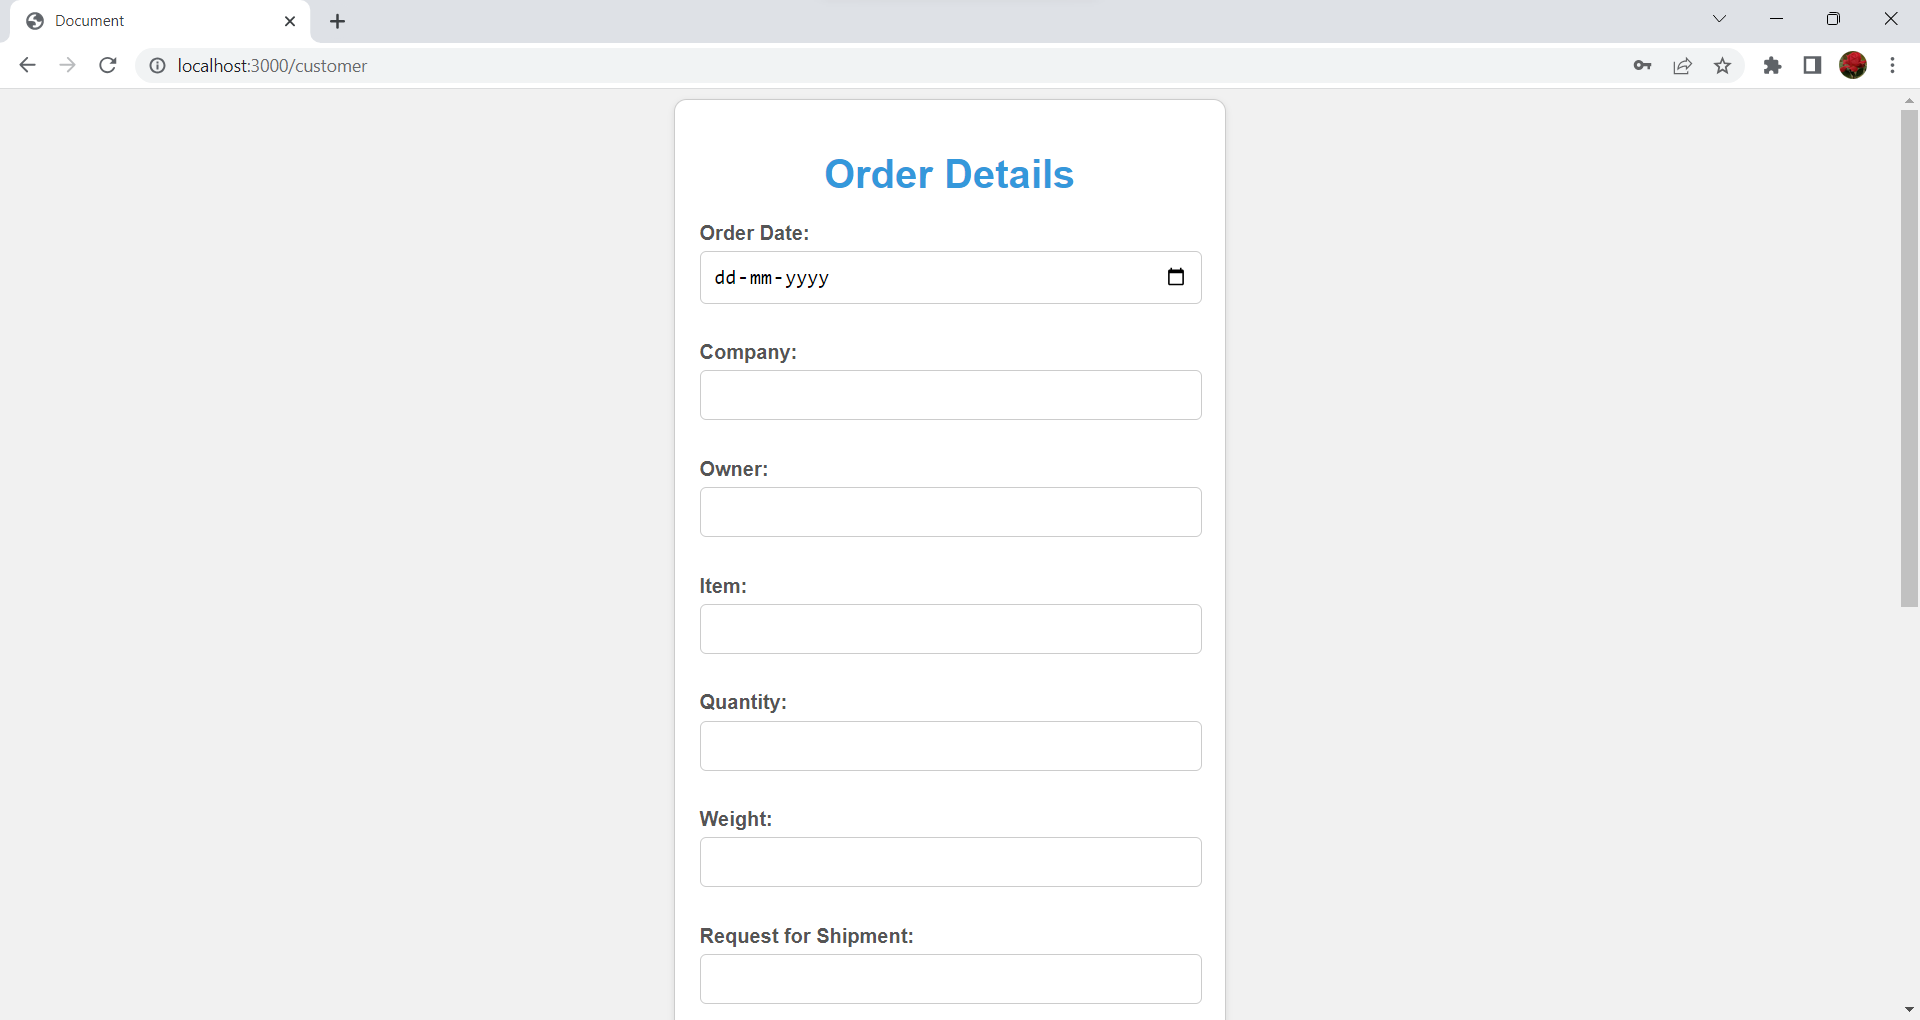 Document
localhost:3000/customer
Order Details
Order Date:
dd-mm-yyyy
Company:
Owner:
Item:
Quantity:
Weight:
Request for Shipment: